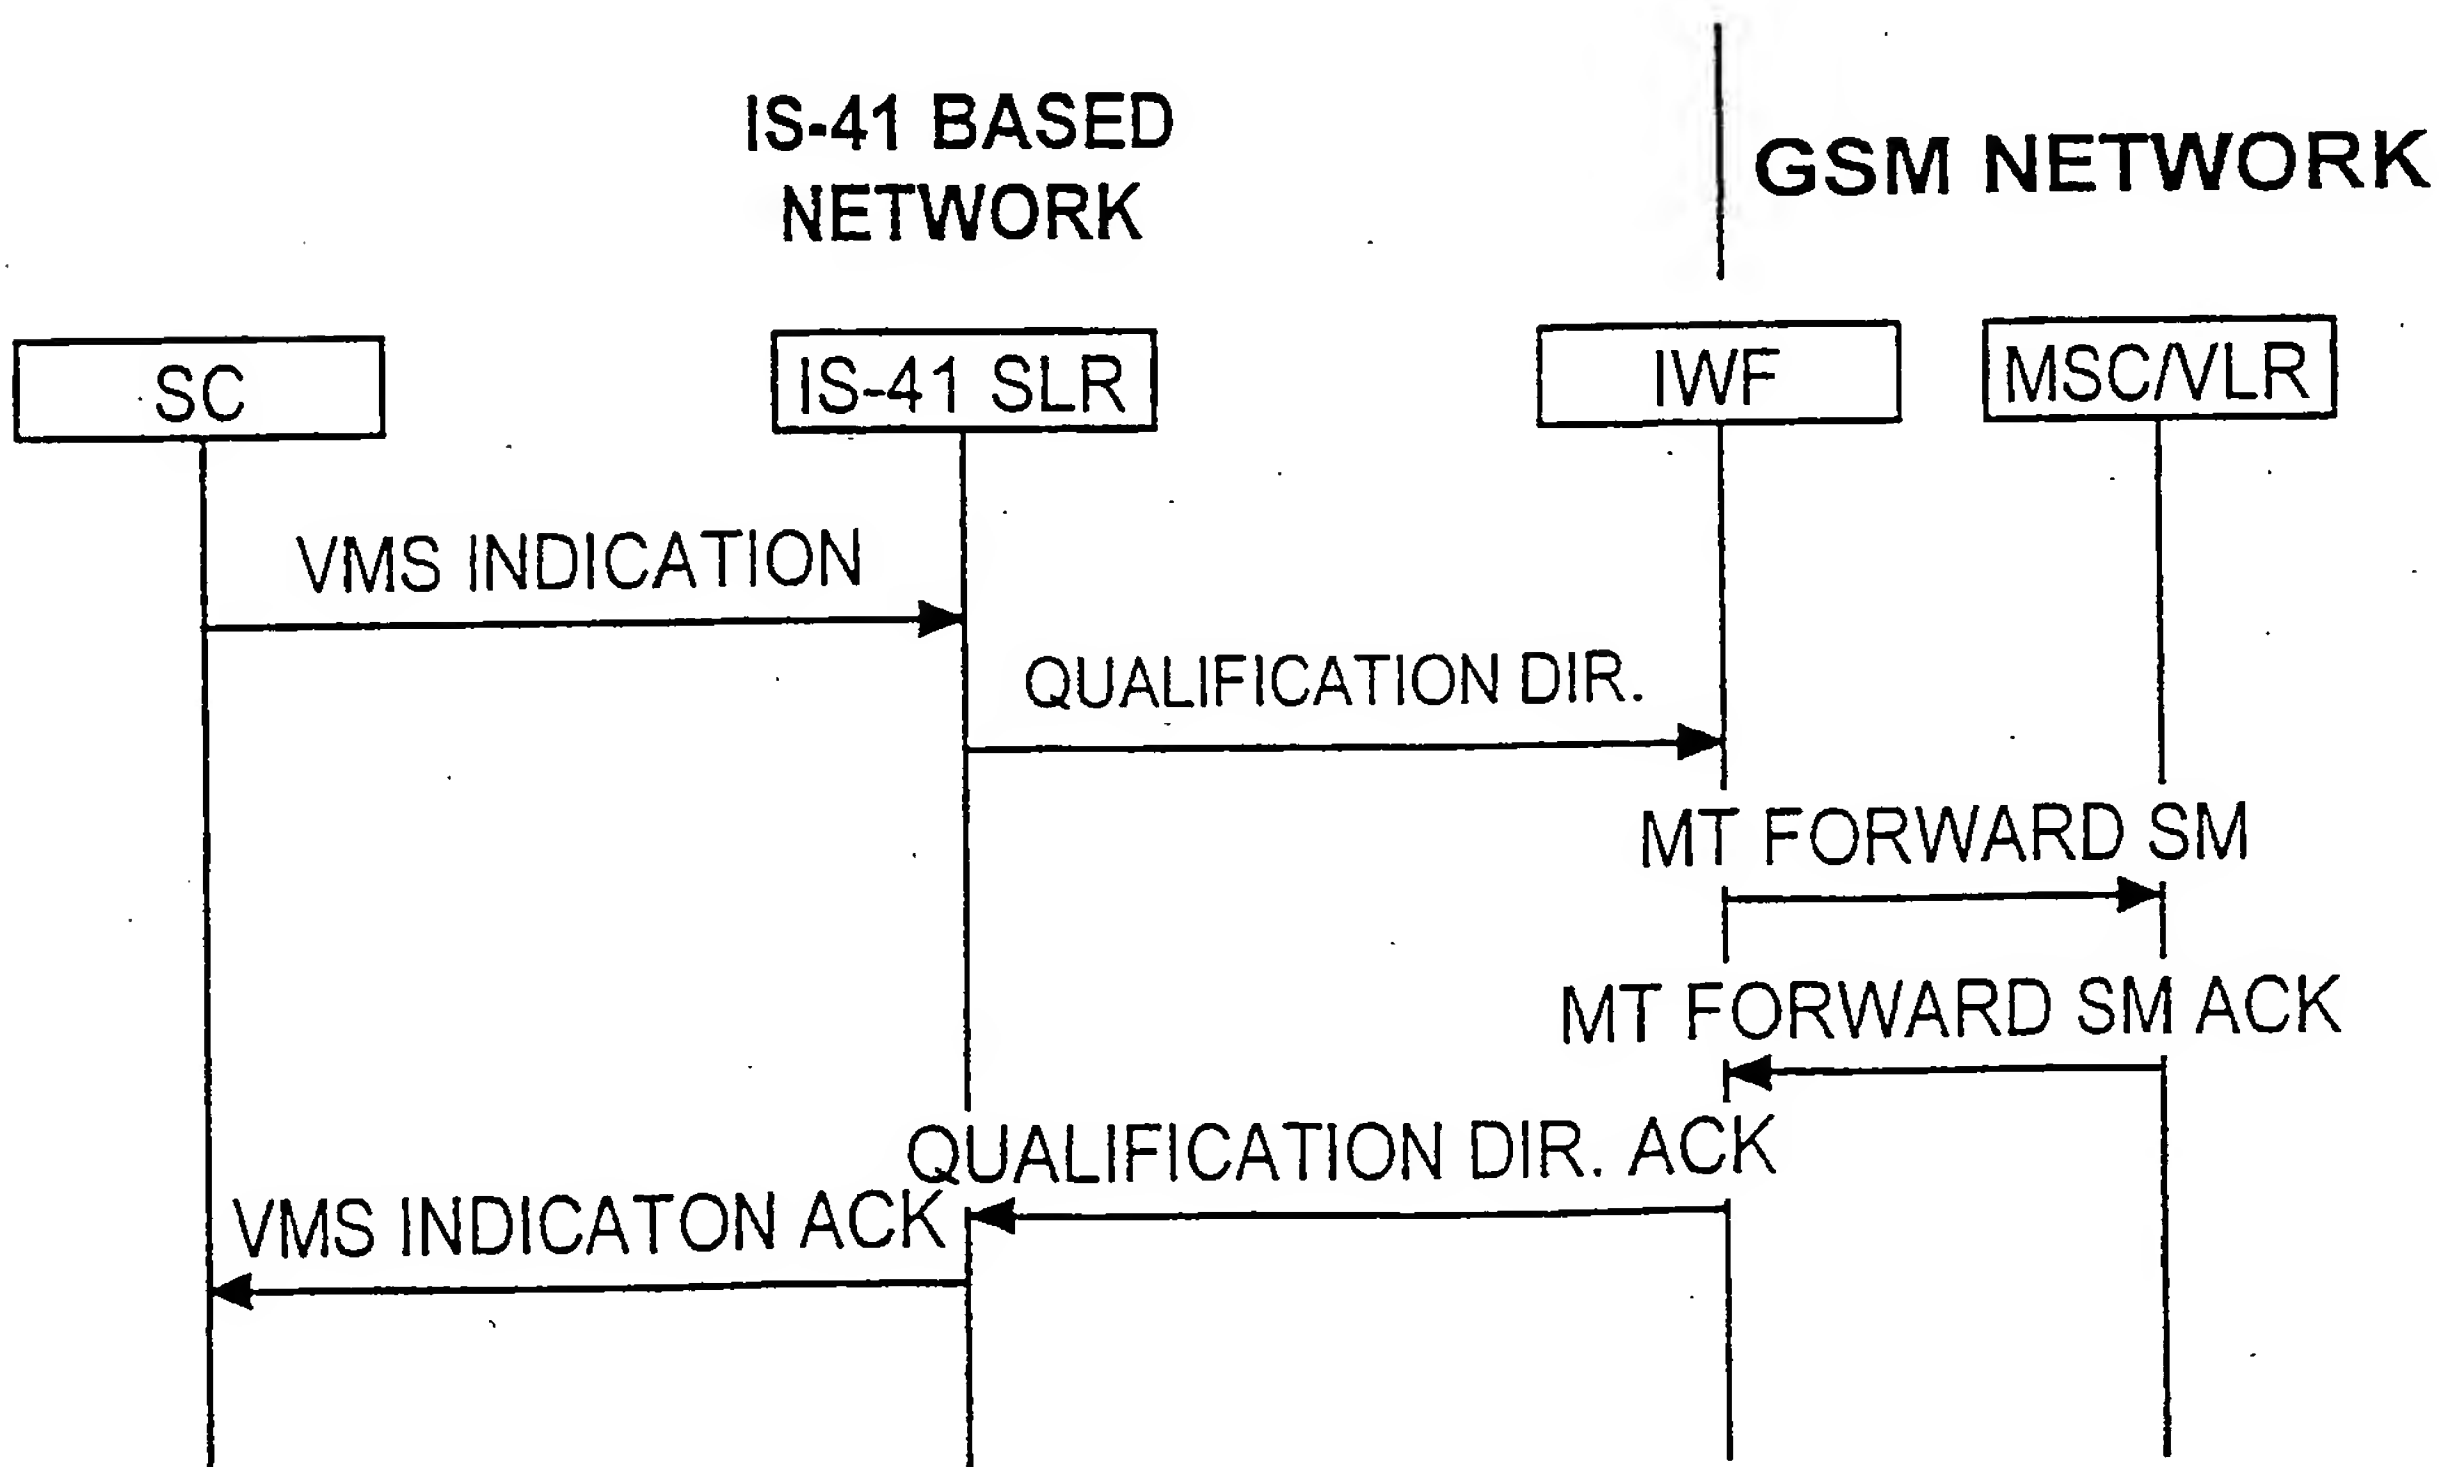 IS-41 BASED
NETWORK
GSM NETWORK
SC
IS-41 SLR
IWF
MSC/VLR
VMS INDICATION
QUALIFICATION DIR.
MT FORWARD SM
MT FORWARD SM ACK
QUALIFICATION DIR. ACK
VMS INDICATON ACK